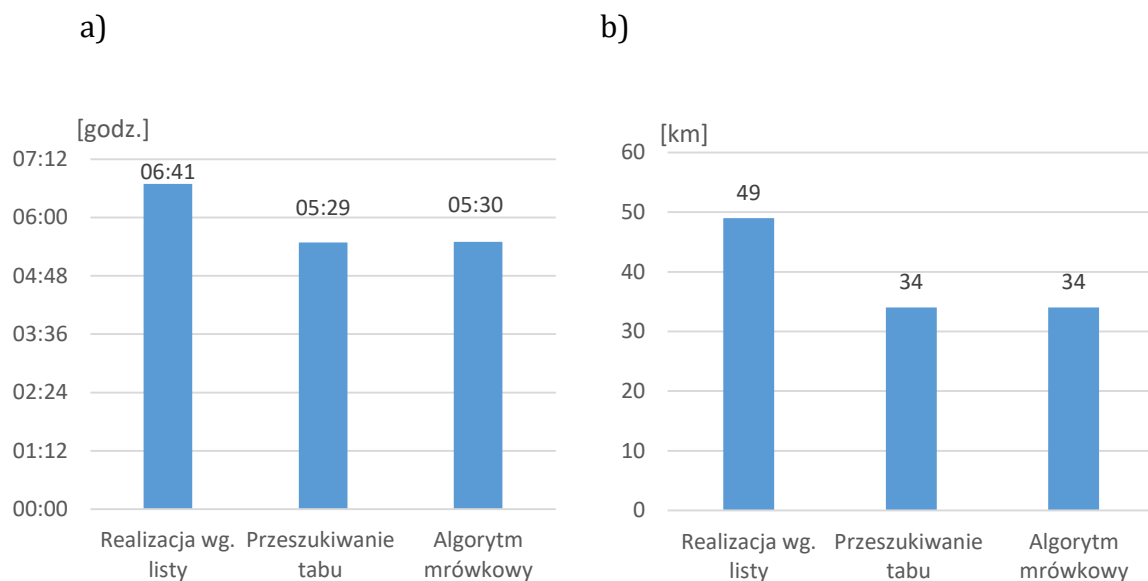 a)
[godz.]
07:12
06:00
04:48
03:36
02:24
01:12
00:00
06:41
05:29
05:30
Realizacja wg.
listy
Przeszukiwanie
tabu
Algorytm
mrówkowy
b)
[km]
60
50
40
30
20
10
0
49
34
34
Realizacja wg.
listy
Przeszukiwanie
tabu
Algorytm
mrówkowy